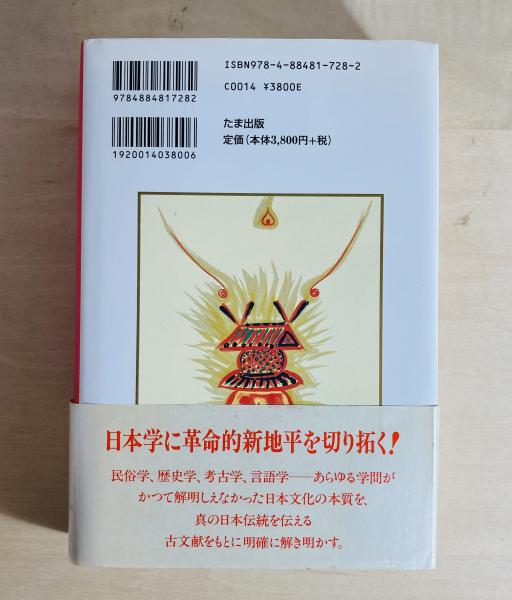 ISBN978-4-88481-728-2
C0014 ¥3800E
9784884817282
たま出版
定価(本体3,800円+税)
1920014038006
日本学に革命的新地平を切り拓く!
民俗学、歴史学、考古学、言語学──あらゆる学問が
かつて解明しえなかった日本文化の本質を、
真の日本伝統を伝える
古文献をもとに明確に解き明かす。